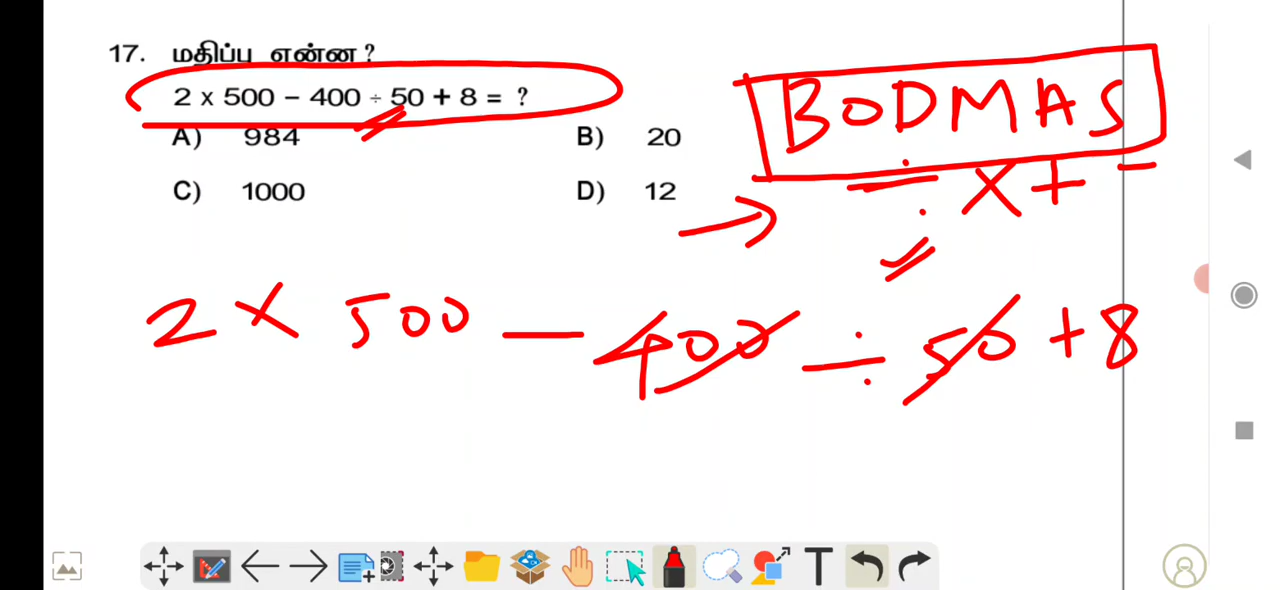 17. மதிப்பு என்ன ?
2 × 500 – 400 ÷ 50 + 8 = ?
A) 984 B) 20
C) 1000 D) 12
BODMAS
÷ × + –
÷
2 × 500 – 400 ÷ 50 + 8
T